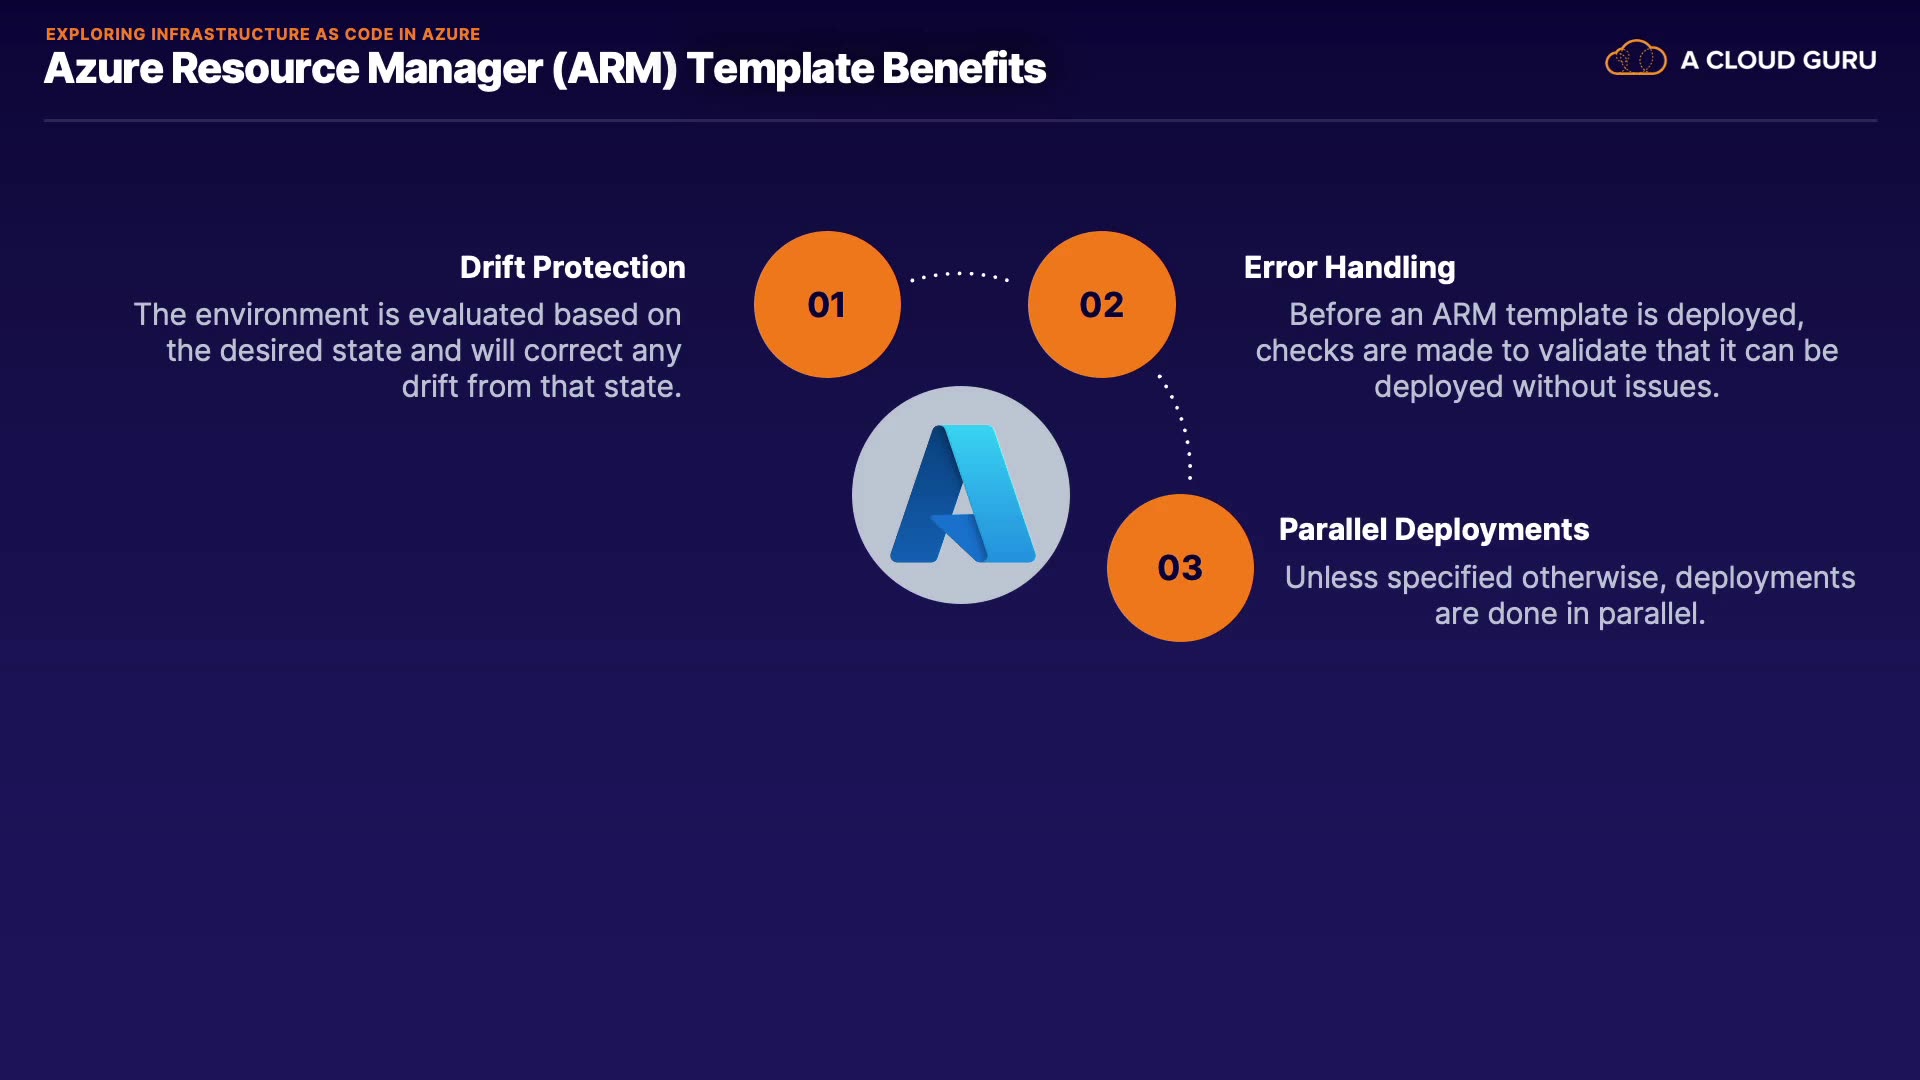 EXPLORING INFRASTRUCTURE AS CODE IN AZURE
Azure Resource Manager (ARM) Template Benefits
A CLOUD GURU
Drift Protection
The environment is evaluated based on
the desired state and will correct any
drift from that state.
01
02
Error Handling
Before an ARM template is deployed,
checks are made to validate that it can be
deployed without issues.
03
Parallel Deployments
Unless specified otherwise, deployments
are done in parallel.